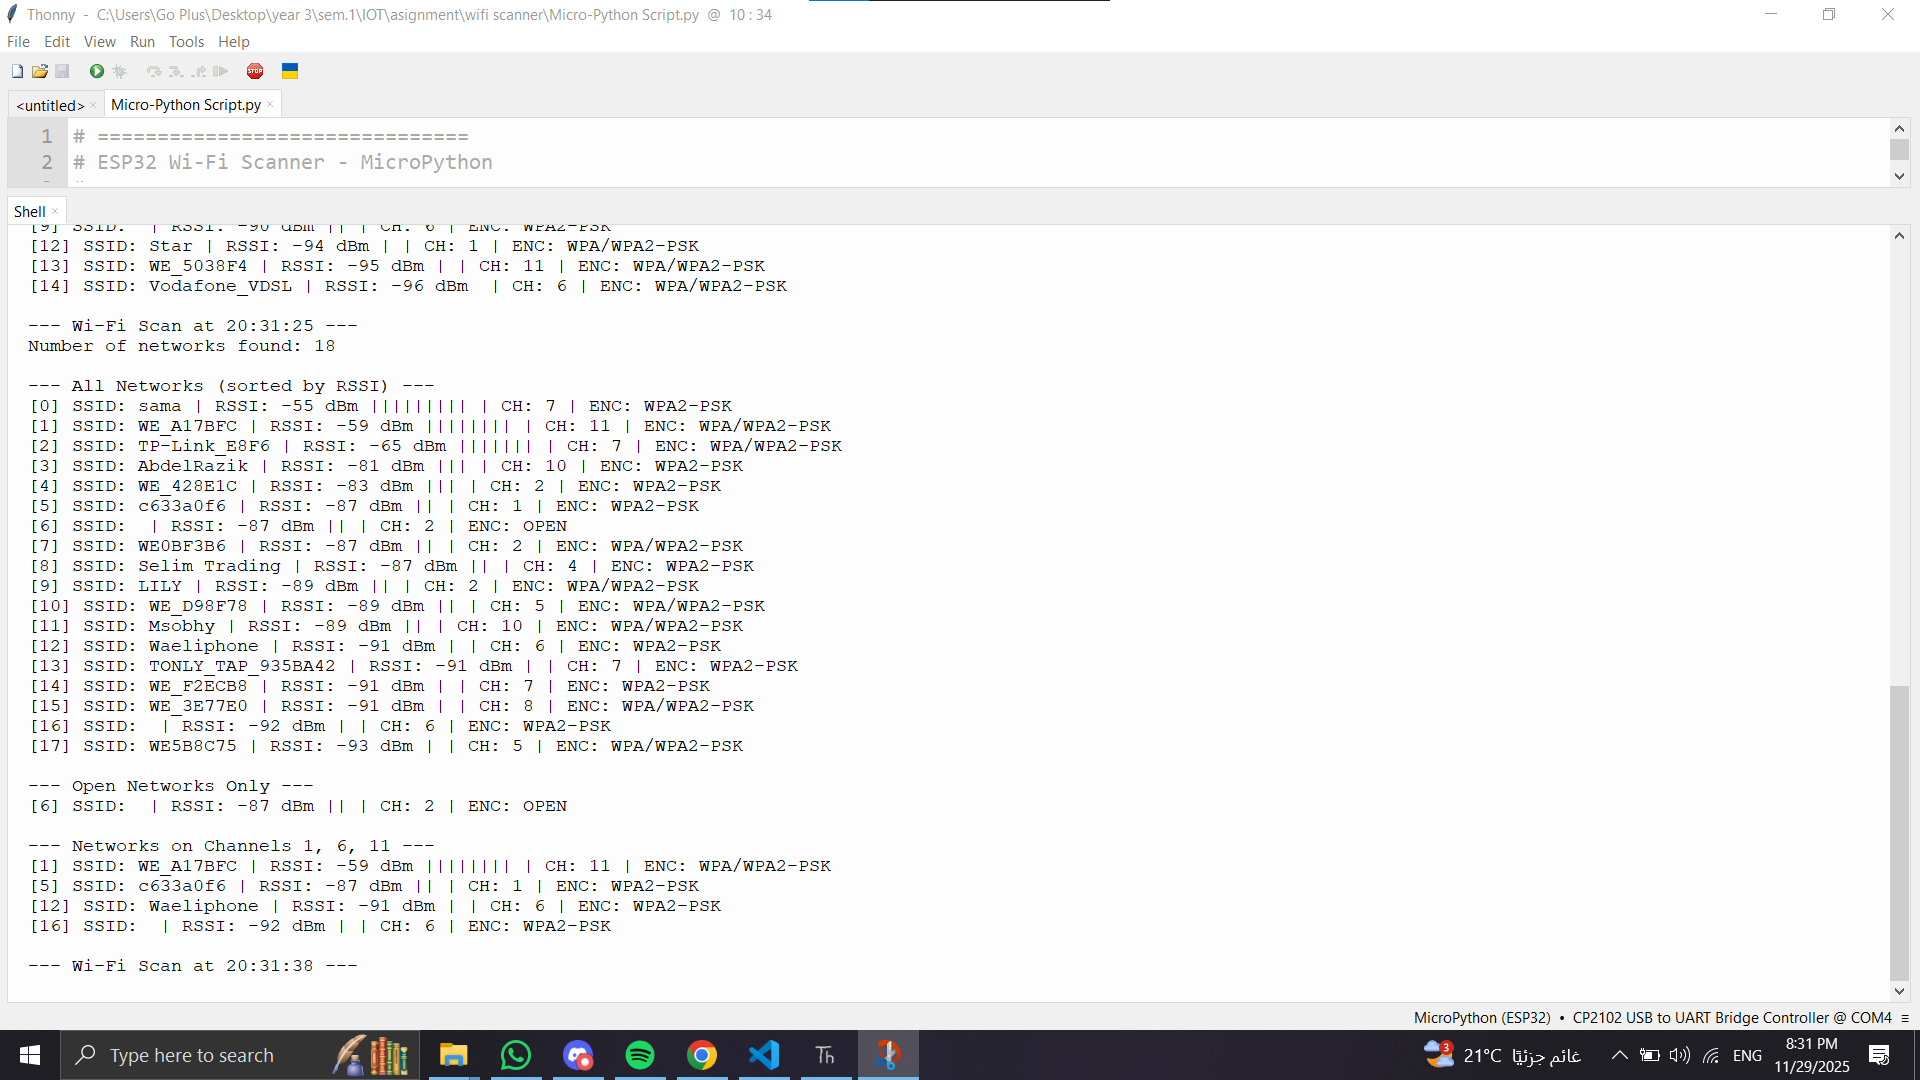 Thonny - C:\Users\Go Plus\Desktop\year 3\sem.1\IOT\asignment\wifi scanner\Micro-Python Script.py @ 10 : 34
File Edit View Run Tools Help
STOP
<untitled> × Micro-Python Script.py ×
1 # ===============================
2 # ESP32 Wi-Fi Scanner - MicroPython
Shell ×
[9] SSID:  | RSSI: -90 dBm || | CH: 6 | ENC: WPA2-PSK
[12] SSID: Star | RSSI: -94 dBm | | CH: 1 | ENC: WPA/WPA2-PSK
[13] SSID: WE_5038F4 | RSSI: -95 dBm | | CH: 11 | ENC: WPA/WPA2-PSK
[14] SSID: Vodafone_VDSL | RSSI: -96 dBm  | CH: 6 | ENC: WPA/WPA2-PSK
--- Wi-Fi Scan at 20:31:25 ---
Number of networks found: 18
--- All Networks (sorted by RSSI) ---
[0] SSID: sama | RSSI: -55 dBm ||||||||| | CH: 7 | ENC: WPA2-PSK
[1] SSID: WE_A17BFC | RSSI: -59 dBm |||||||| | CH: 11 | ENC: WPA/WPA2-PSK
[2] SSID: TP-Link_E8F6 | RSSI: -65 dBm ||||||| | CH: 7 | ENC: WPA/WPA2-PSK
[3] SSID: AbdelRazik | RSSI: -81 dBm ||| | CH: 10 | ENC: WPA2-PSK
[4] SSID: WE_428E1C | RSSI: -83 dBm ||| | CH: 2 | ENC: WPA2-PSK
[5] SSID: c633a0f6 | RSSI: -87 dBm || | CH: 1 | ENC: WPA2-PSK
[6] SSID:  | RSSI: -87 dBm || | CH: 2 | ENC: OPEN
[7] SSID: WE0BF3B6 | RSSI: -87 dBm || | CH: 2 | ENC: WPA/WPA2-PSK
[8] SSID: Selim Trading | RSSI: -87 dBm || | CH: 4 | ENC: WPA2-PSK
[9] SSID: LILY | RSSI: -89 dBm || | CH: 2 | ENC: WPA/WPA2-PSK
[10] SSID: WE_D98F78 | RSSI: -89 dBm || | CH: 5 | ENC: WPA/WPA2-PSK
[11] SSID: Msobhy | RSSI: -89 dBm || | CH: 10 | ENC: WPA/WPA2-PSK
[12] SSID: Waeliphone | RSSI: -91 dBm | | CH: 6 | ENC: WPA2-PSK
[13] SSID: TONLY_TAP_935BA42 | RSSI: -91 dBm | | CH: 7 | ENC: WPA2-PSK
[14] SSID: WE_F2ECB8 | RSSI: -91 dBm | | CH: 7 | ENC: WPA2-PSK
[15] SSID: WE_3E77E0 | RSSI: -91 dBm | | CH: 8 | ENC: WPA/WPA2-PSK
[16] SSID:  | RSSI: -92 dBm | | CH: 6 | ENC: WPA2-PSK
[17] SSID: WE5B8C75 | RSSI: -93 dBm | | CH: 5 | ENC: WPA/WPA2-PSK
--- Open Networks Only ---
[6] SSID:  | RSSI: -87 dBm || | CH: 2 | ENC: OPEN
--- Networks on Channels 1, 6, 11 ---
[1] SSID: WE_A17BFC | RSSI: -59 dBm |||||||| | CH: 11 | ENC: WPA/WPA2-PSK
[5] SSID: c633a0f6 | RSSI: -87 dBm || | CH: 1 | ENC: WPA2-PSK
[12] SSID: Waeliphone | RSSI: -91 dBm | | CH: 6 | ENC: WPA2-PSK
[16] SSID:  | RSSI: -92 dBm | | CH: 6 | ENC: WPA2-PSK
--- Wi-Fi Scan at 20:31:38 ---
MicroPython (ESP32) • CP2102 USB to UART Bridge Controller @ COM4 ≡
Type here to search
Th
3
21°C غائم جزئيًا
ENG
8:31 PM
11/29/2025